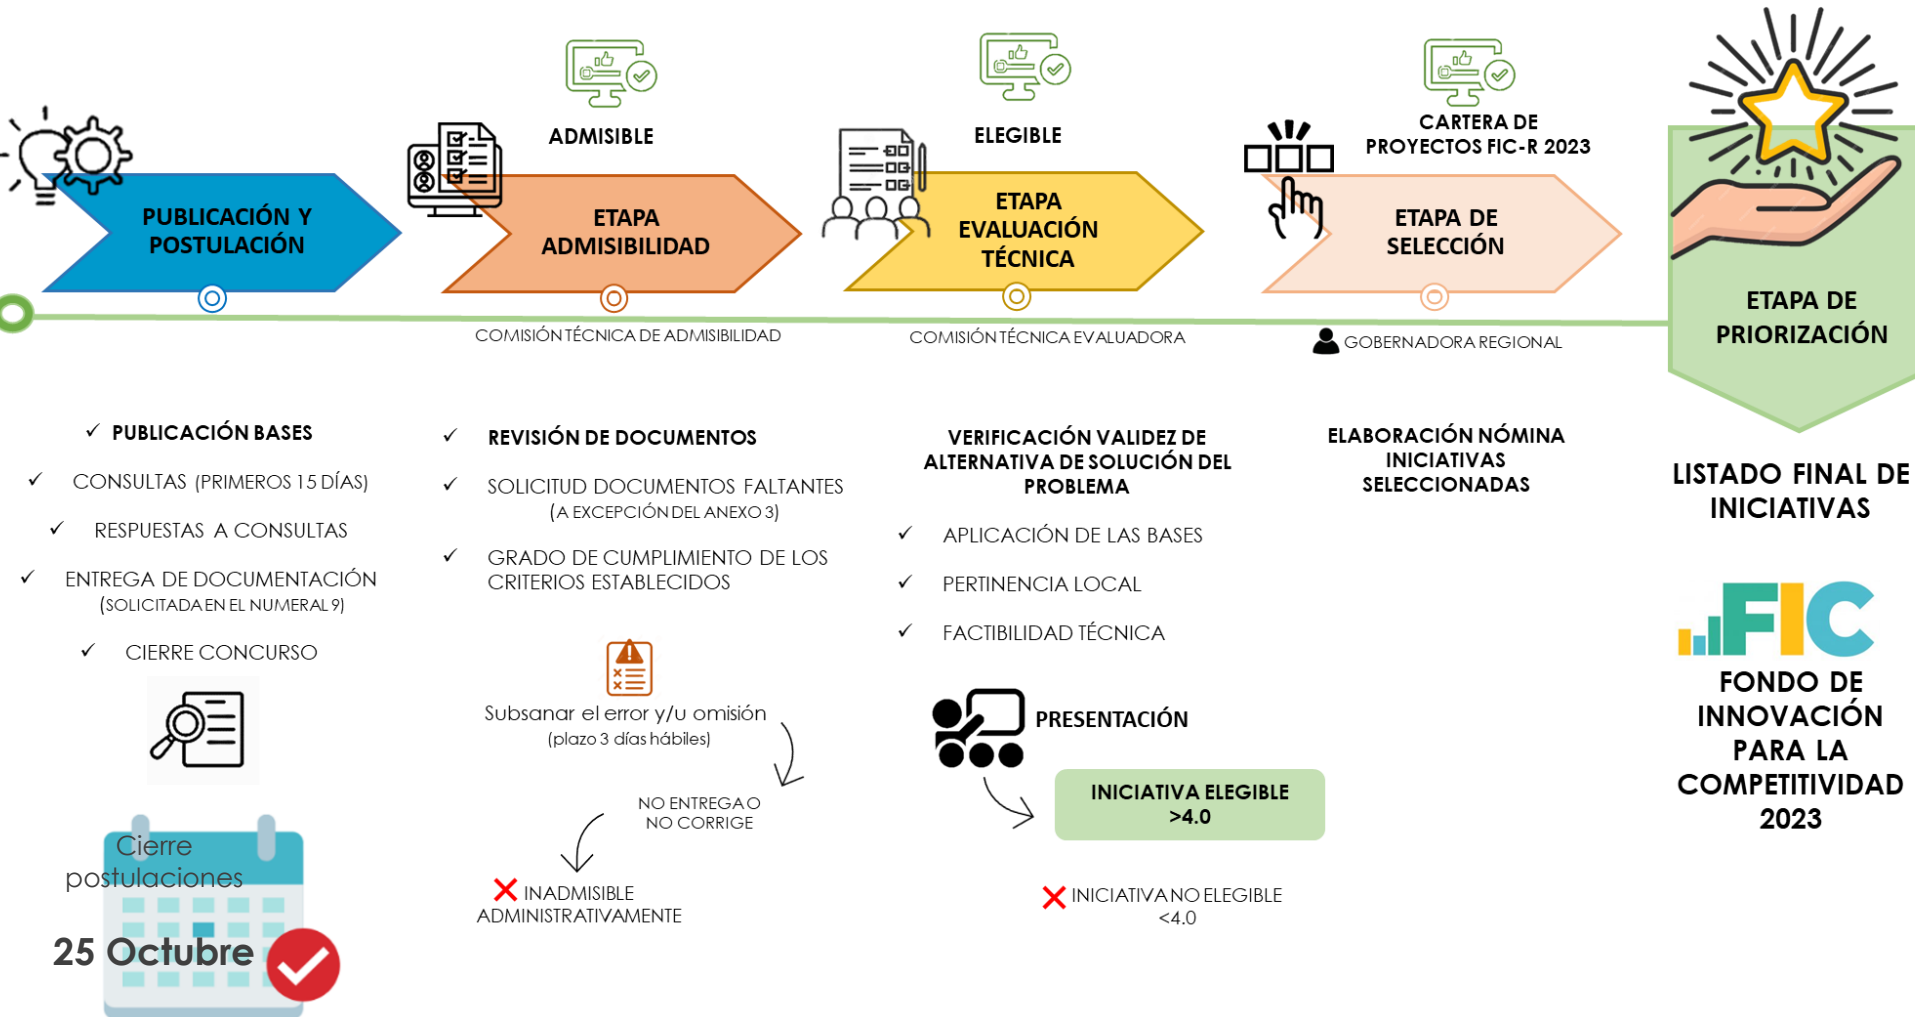 PUBLICACIÓN Y
POSTULACIÓN
✓ PUBLICACIÓN BASES
✓ CONSULTAS (PRIMEROS 15 DÍAS)
✓ RESPUESTAS A CONSULTAS
✓ ENTREGA DE DOCUMENTACIÓN
(SOLICITADA EN EL NUMERAL 9)
✓ CIERRE CONCURSO
Cierre
postulaciones
25 Octubre
ADMISIBLE
ETAPA
ADMISIBILIDAD
COMISIÓN TÉCNICA DE ADMISIBILIDAD
✓ REVISIÓN DE DOCUMENTOS
✓ SOLICITUD DOCUMENTOS FALTANTES
(A EXCEPCIÓN DEL ANEXO 3)
✓ GRADO DE CUMPLIMIENTO DE LOS
CRITERIOS ESTABLECIDOS
Subsanar el error y/u omisión
(plazo 3 días hábiles)
NO ENTREGA O
NO CORRIGE
INADMISIBLE
ADMINISTRATIVAMENTE
ELEGIBLE
ETAPA
EVALUACIÓN
TÉCNICA
COMISIÓN TÉCNICA EVALUADORA
VERIFICACIÓN VALIDEZ DE
ALTERNATIVA DE SOLUCIÓN DEL
PROBLEMA
✓ APLICACIÓN DE LAS BASES
✓ PERTINENCIA LOCAL
✓ FACTIBILIDAD TÉCNICA
PRESENTACIÓN
INICIATIVA ELEGIBLE
>4.0
INICIATIVA NO ELEGIBLE
<4.0
CARTERA DE
PROYECTOS FIC-R 2023
ETAPA DE
SELECCIÓN
GOBERNADORA REGIONAL
ELABORACIÓN NÓMINA
INICIATIVAS
SELECCIONADAS
ETAPA DE
PRIORIZACIÓN
LISTADO FINAL DE
INICIATIVAS
FIC
FONDO DE
INNOVACIÓN
PARA LA
COMPETITIVIDAD
2023